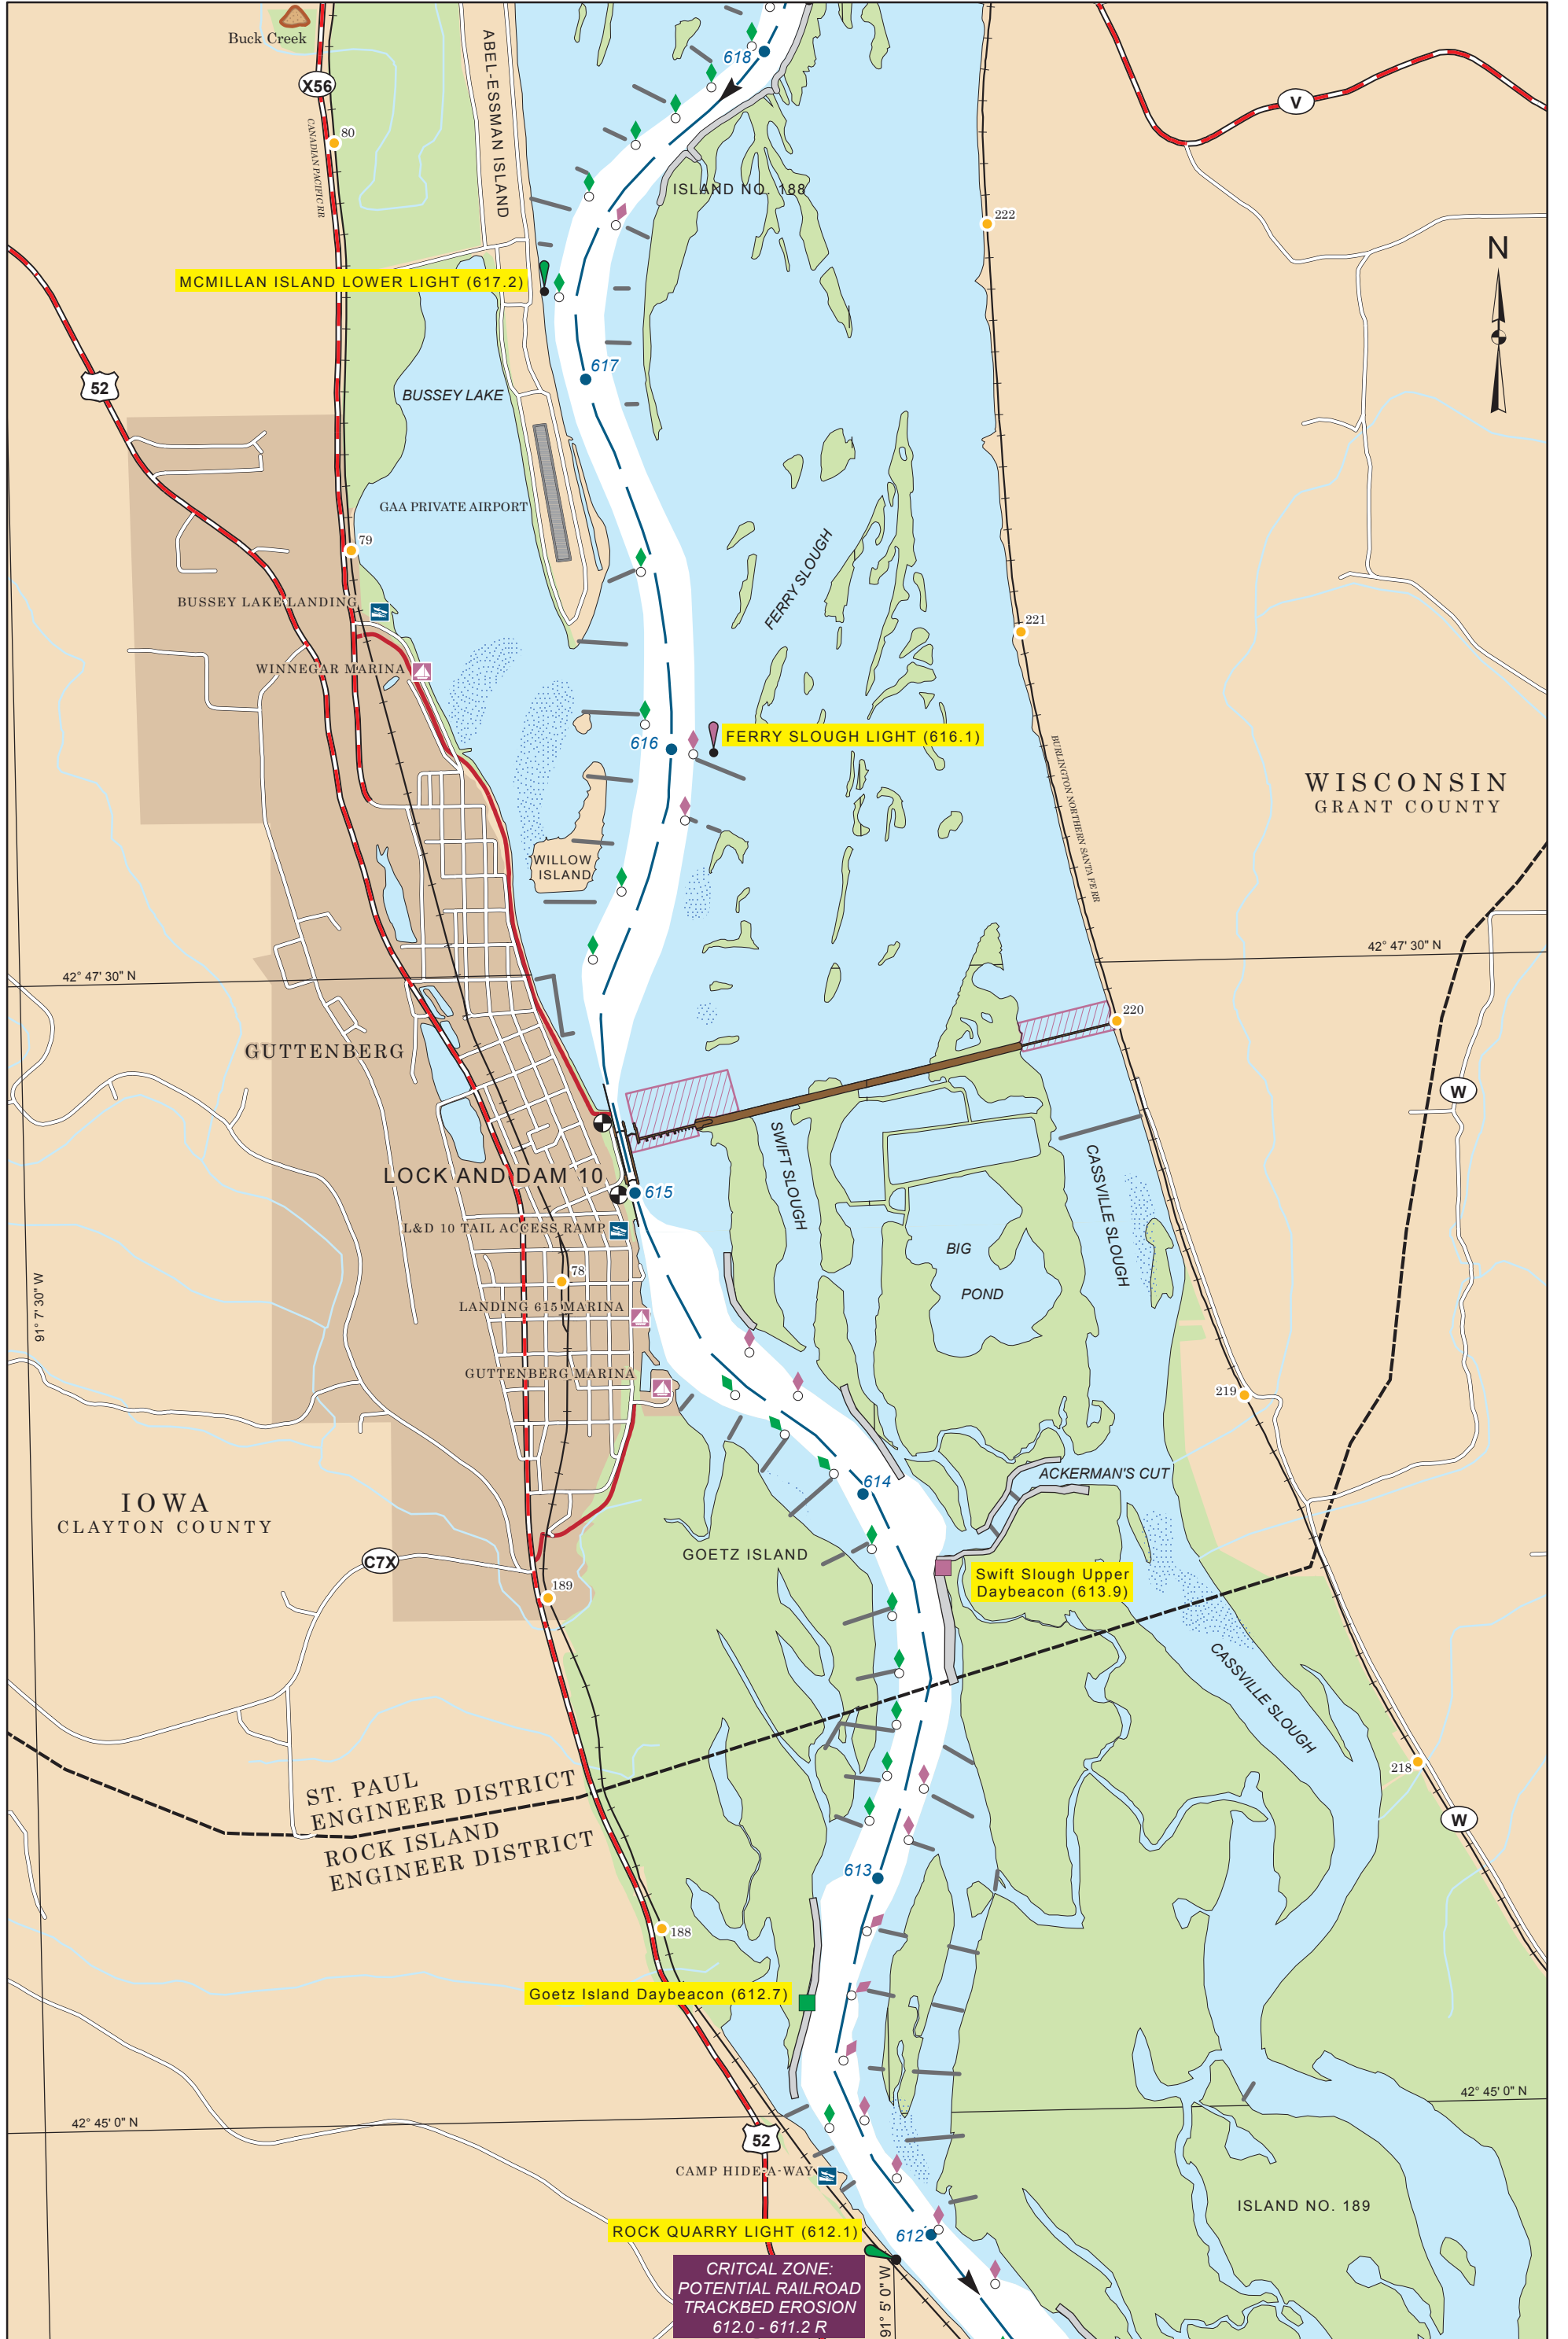 Buck Creek
X56
CANADIAN PACIFIC RR
80
ABEL-ESSMAN ISLAND
618
V
ISLAND NO. 188
222
N
MCMILLAN ISLAND LOWER LIGHT (617.2)
52
617
BUSSEY LAKE
GAA PRIVATE AIRPORT
79
FERRY SLOUGH
BUSSEY LAKE LANDING
221
WINNEGAR MARINA
616
FERRY SLOUGH LIGHT (616.1)
BURLINGTON NORTHERN SANTA FE RR
WISCONSIN
GRANT COUNTY
WILLOW
ISLAND
42° 47' 30" N
42° 47' 30" N
220
GUTTENBERG
W
LOCK AND DAM 10
615
SWIFT SLOUGH
CASSVILLE SLOUGH
L&D 10 TAIL ACCESS RAMP
BIG
POND
78
91° 7' 30" W
LANDING 615 MARINA
GUTTENBERG MARINA
219
614
ACKERMAN'S CUT
IOWA
CLAYTON COUNTY
C7X
GOETZ ISLAND
Swift Slough Upper
Daybeacon (613.9)
189
CASSVILLE SLOUGH
218
W
ST. PAUL
ENGINEER DISTRICT
ROCK ISLAND
ENGINEER DISTRICT
613
188
Goetz Island Daybeacon (612.7)
42° 45' 0" N
42° 45' 0" N
52
CAMP HIDE-A-WAY
ISLAND NO. 189
ROCK QUARRY LIGHT (612.1)
612
CRITCAL ZONE:
POTENTIAL RAILROAD
TRACKBED EROSION
612.0 - 611.2 R
91° 5' 0" W